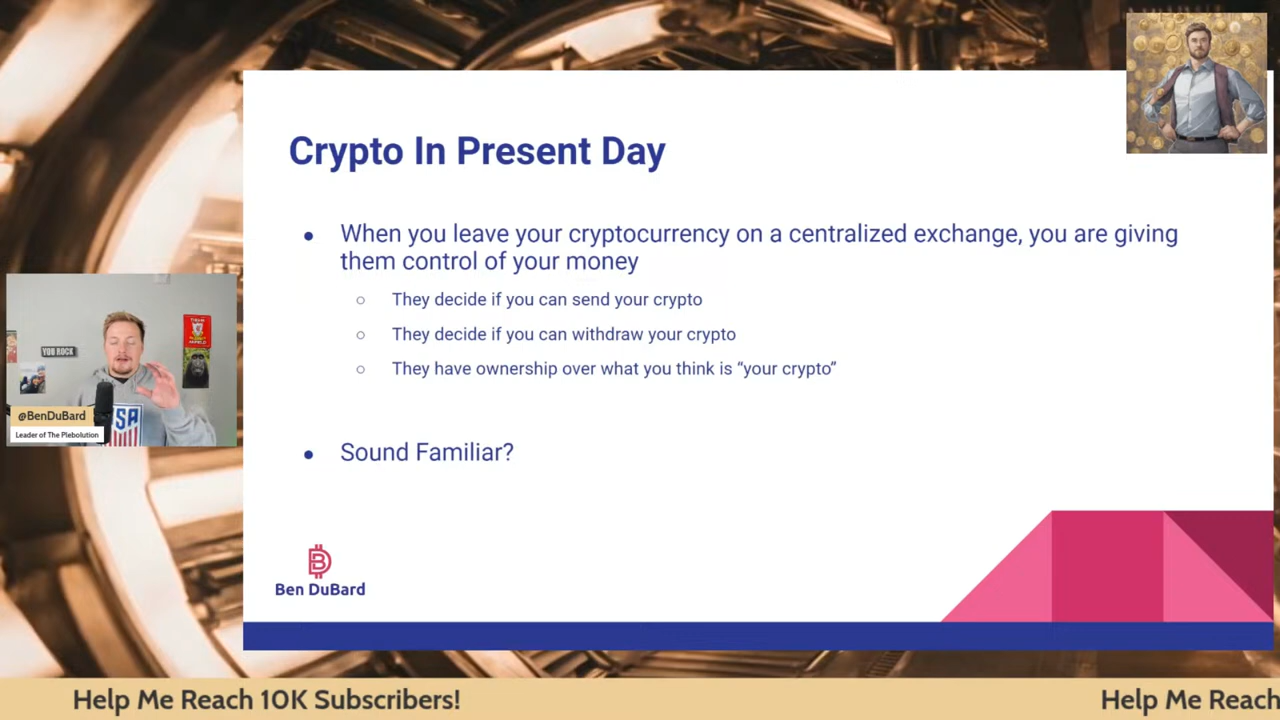 Crypto In Present Day
When you leave your cryptocurrency on a centralized exchange, you are giving
them control of your money
They decide if you can send your crypto
They decide if you can withdraw your crypto
They have ownership over what you think is “your crypto”
Sound Familiar?
Ben DuBard
YOU ROCK
USA
@BenDuBard
Leader of The Plebolution
Help Me Reach 10K Subscribers!
Help Me Reach